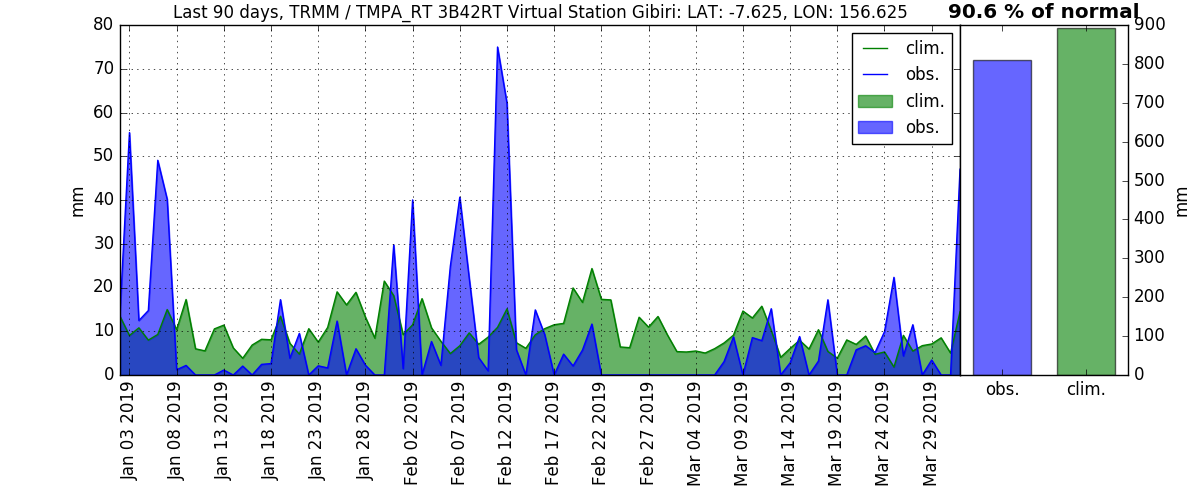 Last 90 days, TRMM / TMPA_RT 3B42RT Virtual Station Gibiri: LAT: -7.625, LON: 156.625
90.6 % of normal
80
70
60
50
40
30
20
10
0
mm
clim.
obs.
clim.
obs.
900
800
700
600
500
400
300
200
100
0
mm
Jan 03 2019
Jan 08 2019
Jan 13 2019
Jan 18 2019
Jan 23 2019
Jan 28 2019
Feb 02 2019
Feb 07 2019
Feb 12 2019
Feb 17 2019
Feb 22 2019
Feb 27 2019
Mar 04 2019
Mar 09 2019
Mar 14 2019
Mar 19 2019
Mar 24 2019
Mar 29 2019
obs.
clim.